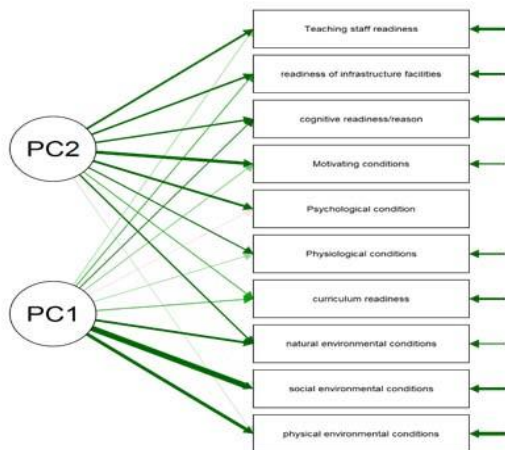 Teaching staff readiness
readiness of infrastructure facilities
cognitive readiness/reason
PC2
Motivating conditions
Psychological condition
Physiological conditions
curriculum readiness
PC1
natural environmental conditions
social environmental conditions
physical environmental conditions